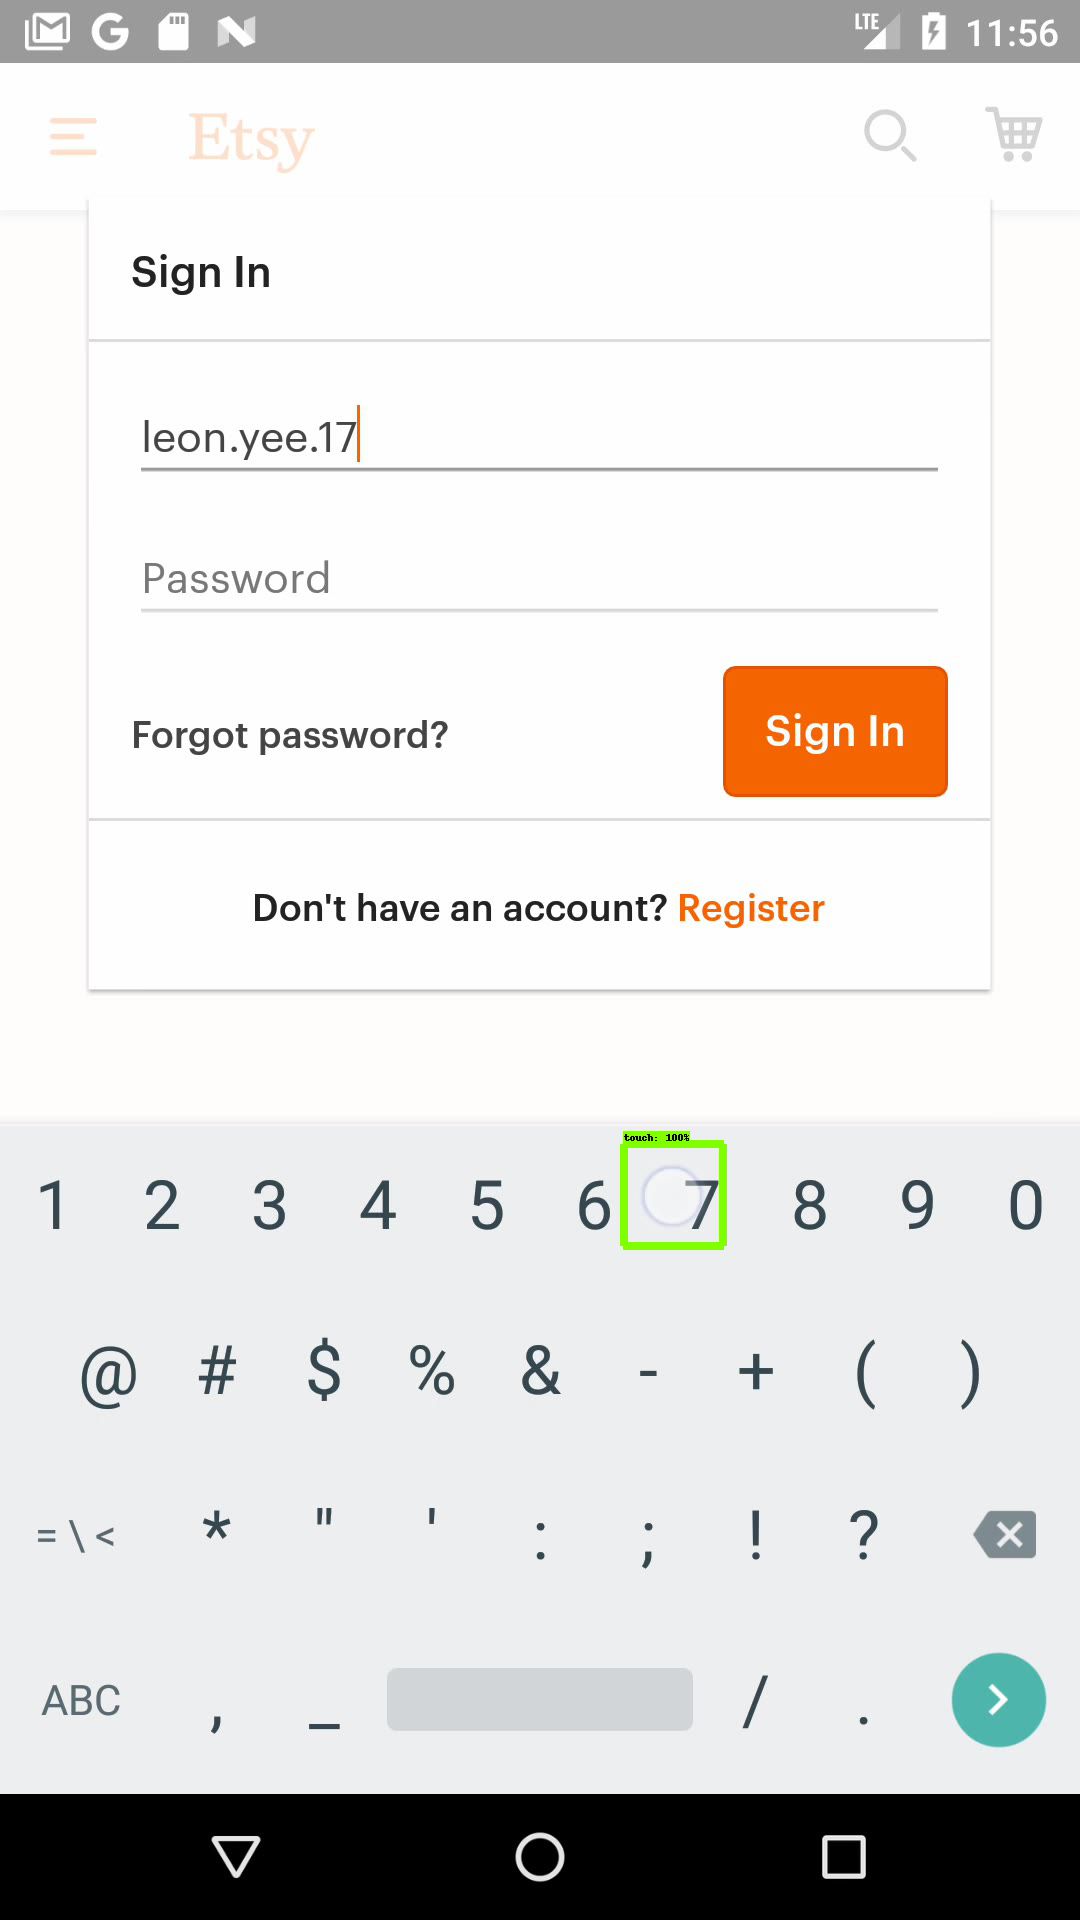 LTE 11:56
Etsy
Sign In
leon.yee.17
Password
Forgot password? Sign In
Don't have an account? Register
touch: 100%
1 2 3 4 5 6 7 8 9 0
@ # $ % & - + ( )
= \ < * " ' : ; ! ?
ABC , _ / .